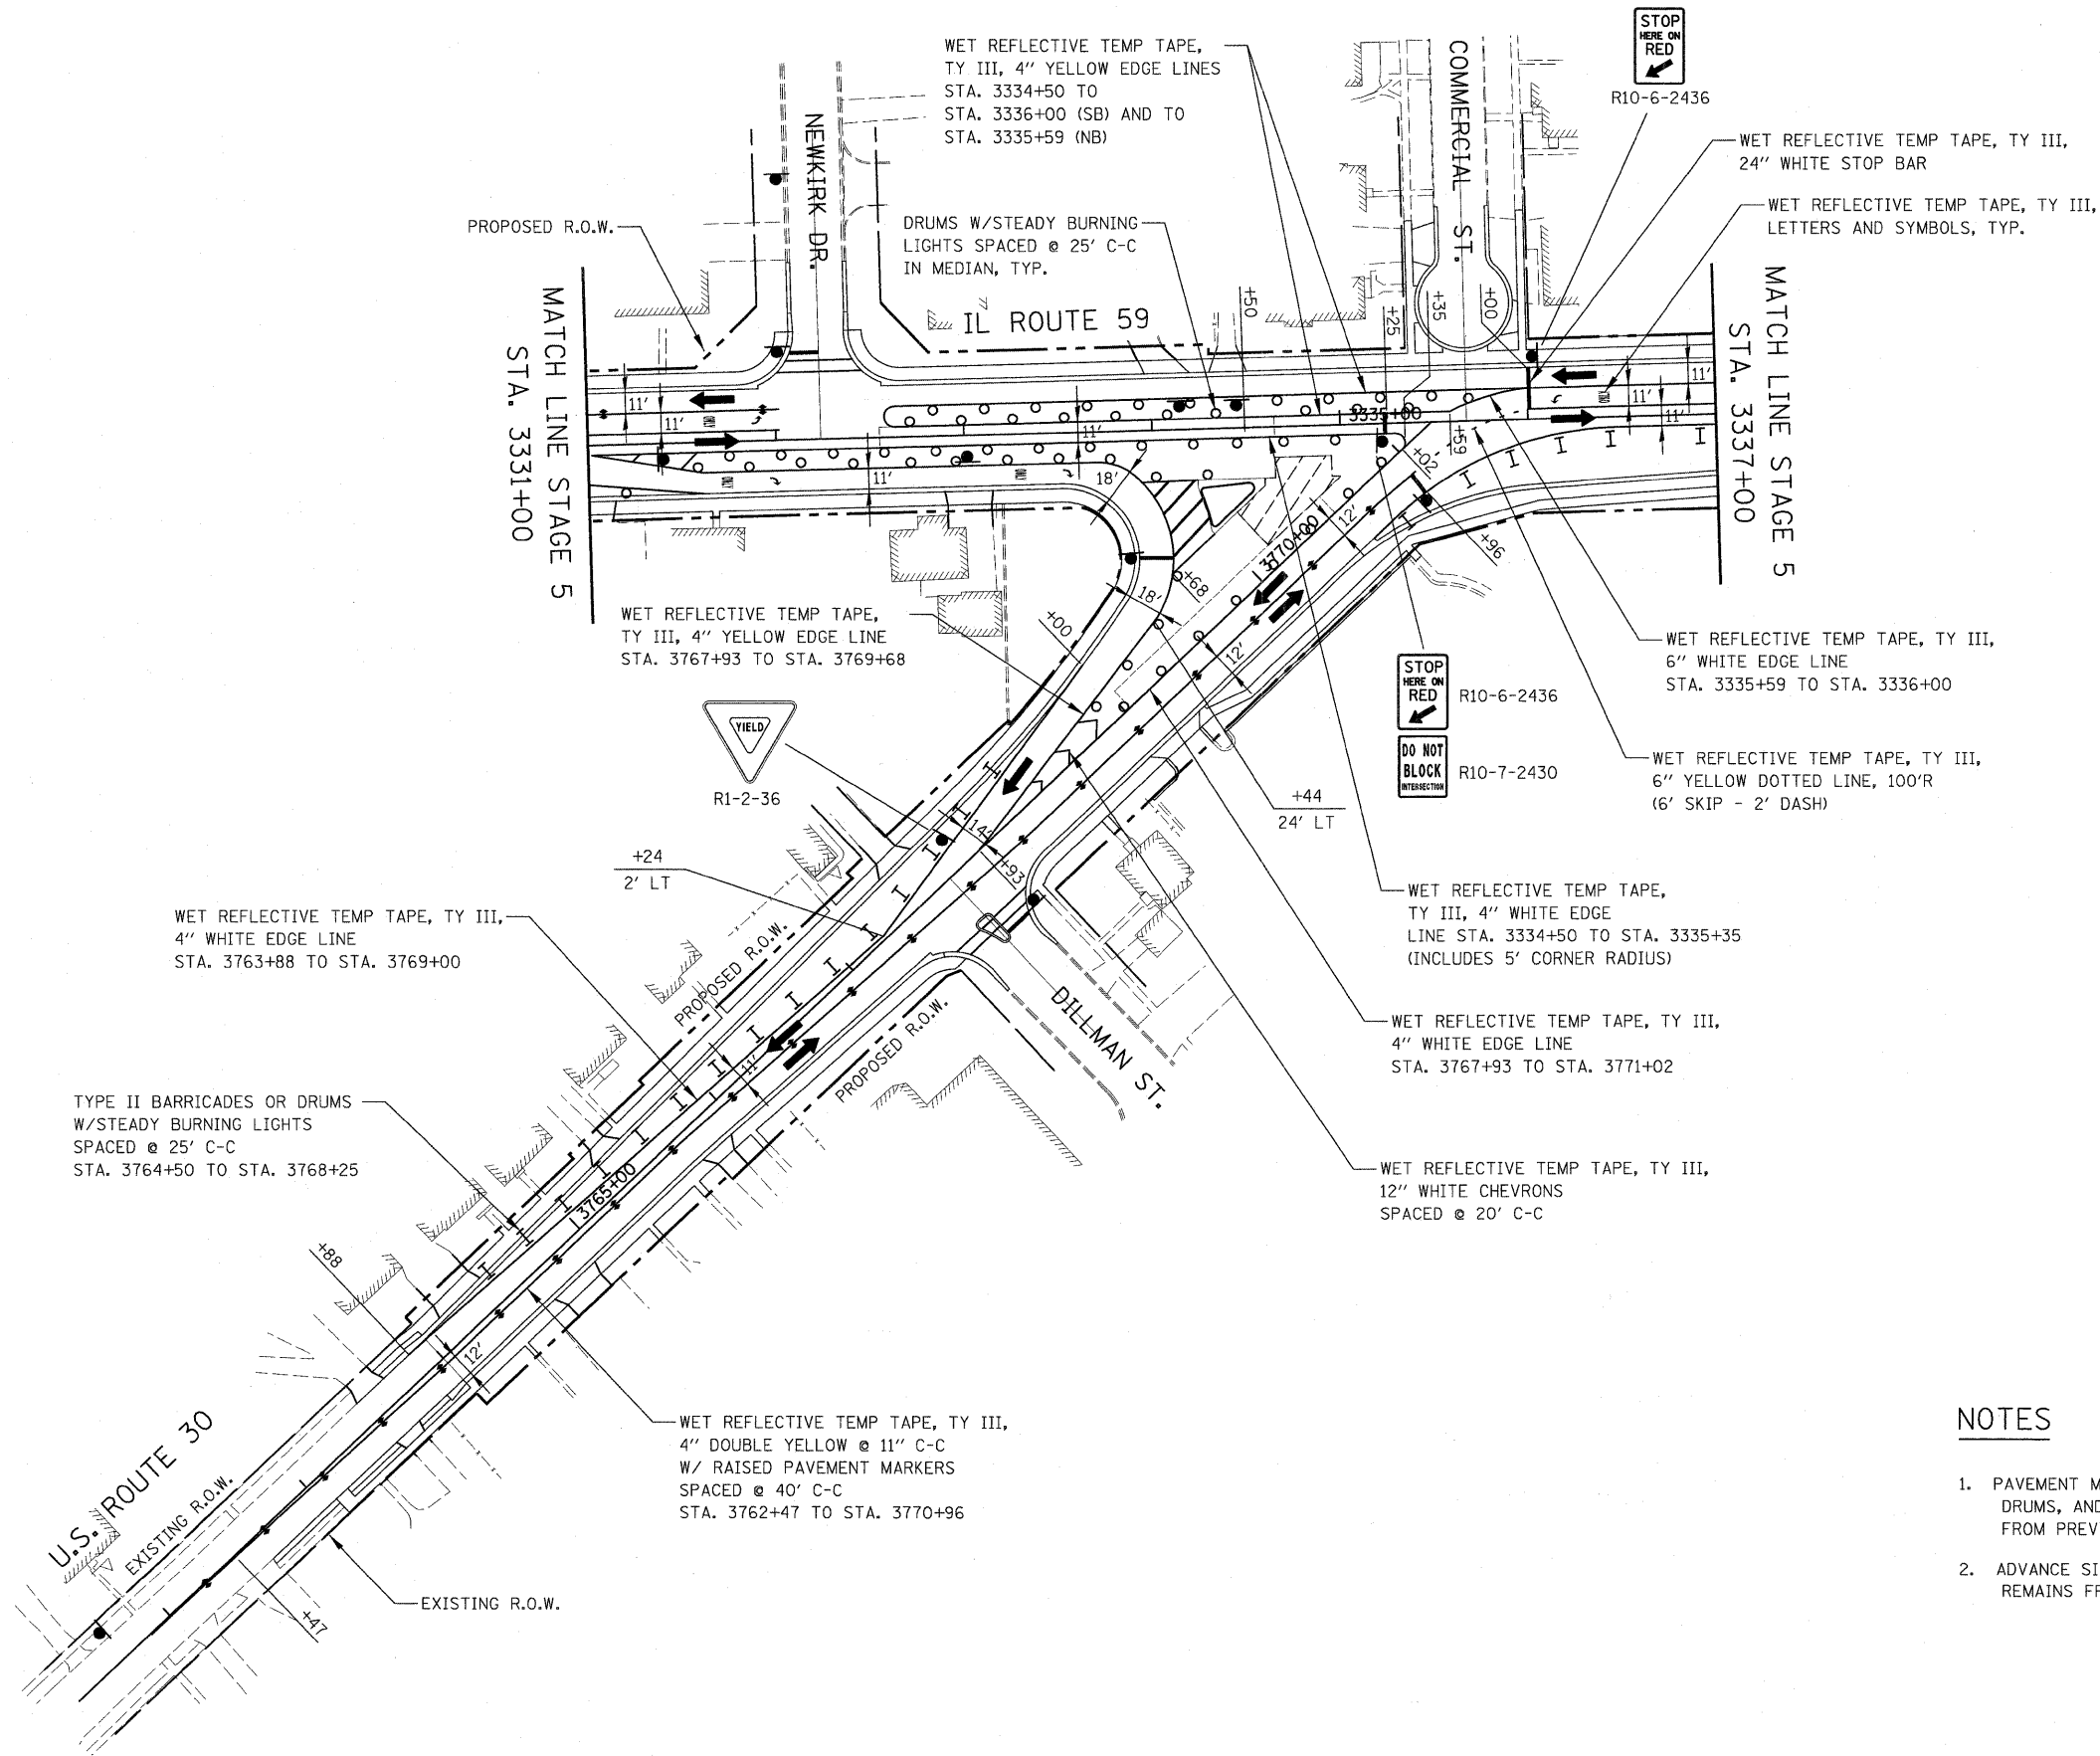 STOP
HERE ON
RED
R10-6-2436
WET REFLECTIVE TEMP TAPE,
TY III, 4" YELLOW EDGE LINES
STA. 3334+50 TO
STA. 3336+00 (SB) AND TO
STA. 3335+59 (NB)
COMMERCIAL ST.
NEWKIRK DR.
WET REFLECTIVE TEMP TAPE, TY III,
24" WHITE STOP BAR
WET REFLECTIVE TEMP TAPE, TY III,
LETTERS AND SYMBOLS, TYP.
PROPOSED R.O.W.
DRUMS W/STEADY BURNING
LIGHTS SPACED @ 25' C-C
IN MEDIAN, TYP.
IL ROUTE 59
MATCH LINE STAGE 5
STA. 3331+00
MATCH LINE STAGE 5
STA. 3337+00
+50
+25
+35
+00
11'
11'
11'
11'
11'
11'
11'
3335+00
+59
+02
18'
12'
3770+00
+96
+68
18'
+00
12'
WET REFLECTIVE TEMP TAPE,
TY III, 4" YELLOW EDGE LINE
STA. 3767+93 TO STA. 3769+68
WET REFLECTIVE TEMP TAPE, TY III,
6" WHITE EDGE LINE
STA. 3335+59 TO STA. 3336+00
STOP
HERE ON
RED
R10-6-2436
DO NOT
BLOCK
INTERSECTION
R10-7-2430
YIELD
R1-2-36
WET REFLECTIVE TEMP TAPE, TY III,
6" YELLOW DOTTED LINE, 100'R
(6' SKIP - 2' DASH)
+44
24' LT
14'
+93
+24
2' LT
WET REFLECTIVE TEMP TAPE,
TY III, 4" WHITE EDGE
LINE STA. 3334+50 TO STA. 3335+35
(INCLUDES 5' CORNER RADIUS)
WET REFLECTIVE TEMP TAPE, TY III,
4" WHITE EDGE LINE
STA. 3763+88 TO STA. 3769+00
PROPOSED R.O.W.
PROPOSED R.O.W.
DILLMAN ST.
WET REFLECTIVE TEMP TAPE, TY III,
4" WHITE EDGE LINE
STA. 3767+93 TO STA. 3771+02
11'
TYPE II BARRICADES OR DRUMS
W/STEADY BURNING LIGHTS
SPACED @ 25' C-C
STA. 3764+50 TO STA. 3768+25
3765+00
WET REFLECTIVE TEMP TAPE, TY III,
12" WHITE CHEVRONS
SPACED @ 20' C-C
+88
12'
WET REFLECTIVE TEMP TAPE, TY III,
4" DOUBLE YELLOW @ 11" C-C
W/ RAISED PAVEMENT MARKERS
SPACED @ 40' C-C
STA. 3762+47 TO STA. 3770+96
U.S. ROUTE 30
EXISTING R.O.W.
+47
EXISTING R.O.W.
NOTES
1. PAVEMENT M
DRUMS, AND
FROM PREV
2. ADVANCE SI
REMAINS FR